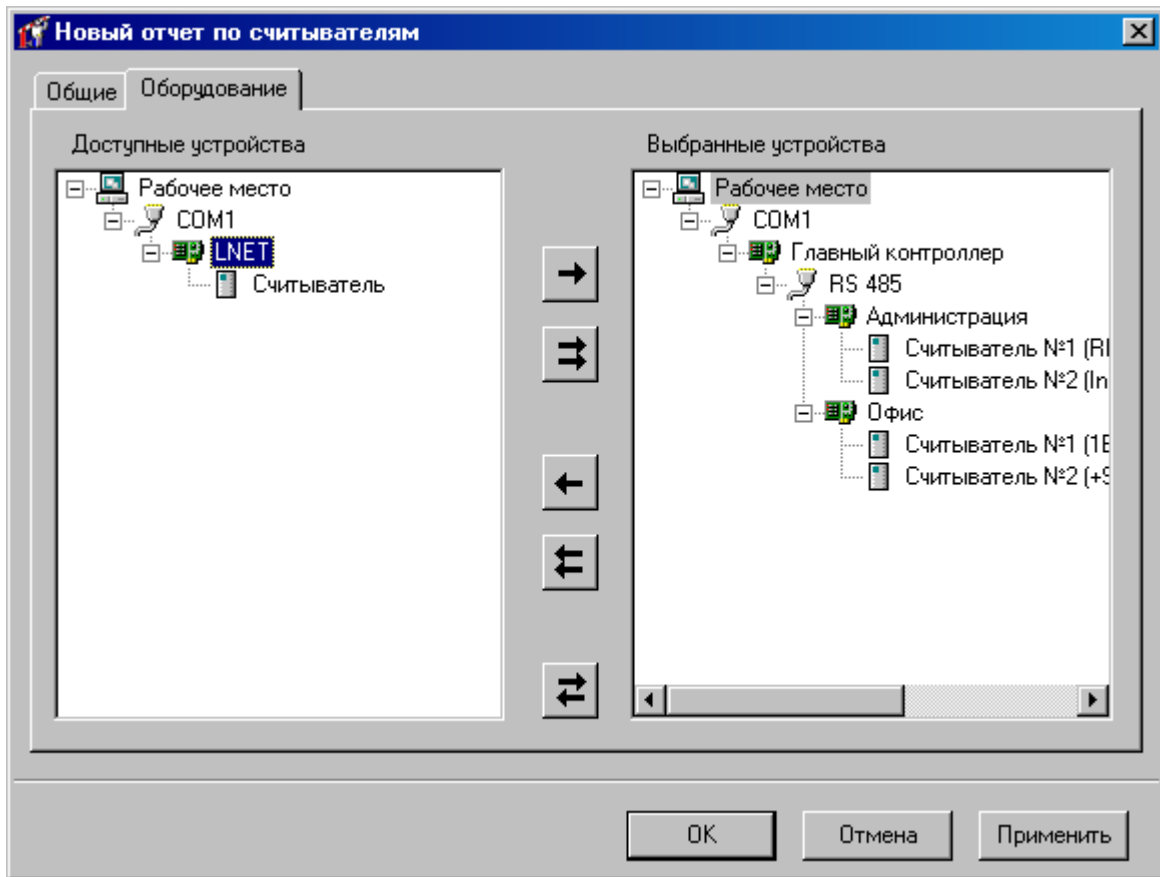 Новый отчет по считывателям
Общие
Оборудование
Доступные устройства
Рабочее место
COM1
LNET
Считыватель
Выбранные устройства
Рабочее место
COM1
Главный контроллер
RS 485
Администрация
Считыватель №1
Считыватель №2 (In
Офис
Считыватель №1
Считыватель №2
OK
Отмена
Применить